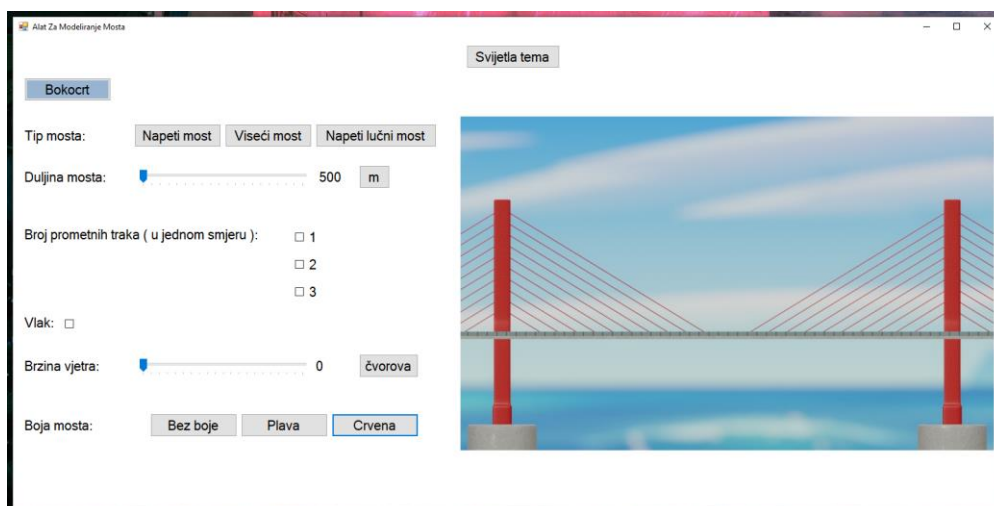 Alat Za Modeliranje Mosta
Svijetla tema
Bokocrt
Tip mosta: Napeti most Viseći most Napeti lučni most
Duljina mosta: 500 m
Broj prometnih traka ( u jednom smjeru ): 1
2
3
Vlak:
Brzina vjetra: 0 čvorova
Boja mosta: Bez boje Plava Crvena